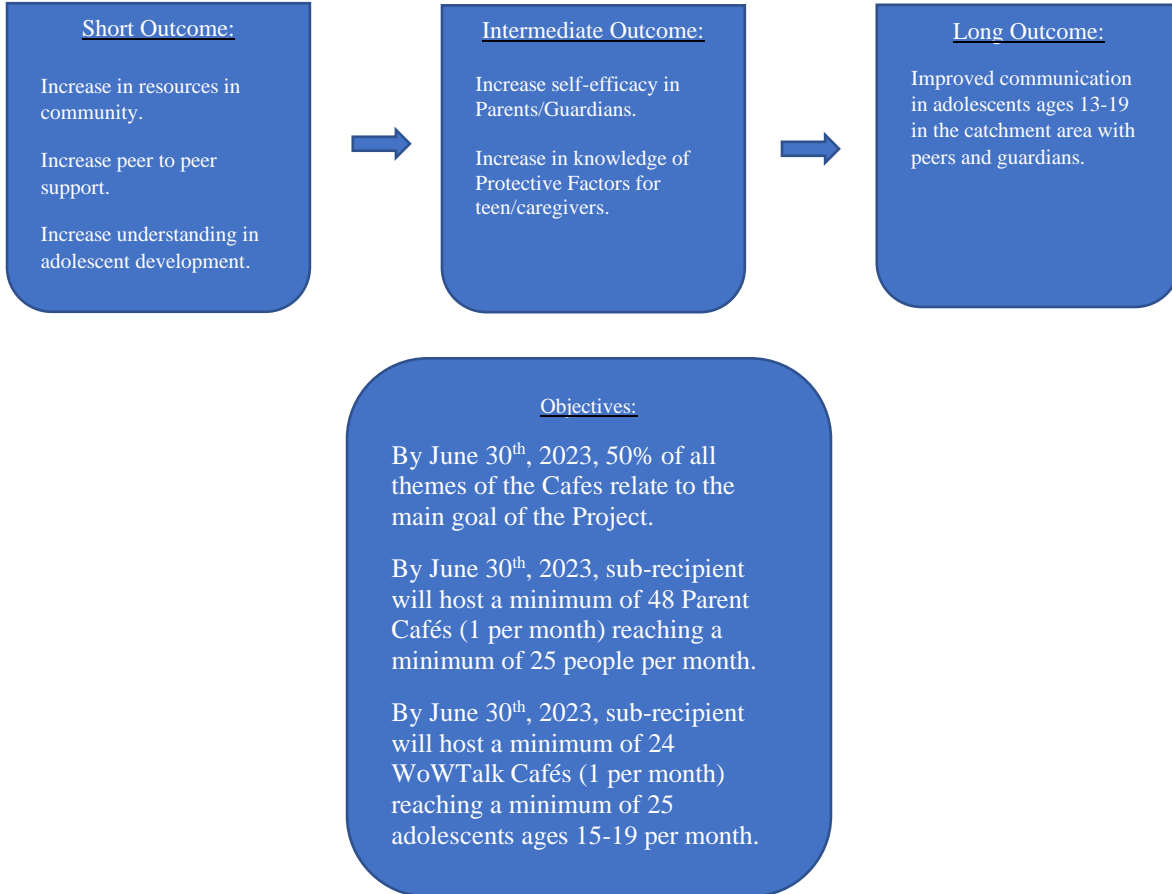 Short Outcome:
Increase in resources in
community.
Increase peer to peer
support.
Increase understanding in
adolescent development.
Intermediate Outcome:
Increase self-efficacy in
Parents/Guardians.
Increase in knowledge of
Protective Factors for
teen/caregivers.
Long Outcome:
Improved communication
in adolescents ages 13-19
in the catchment area with
peers and guardians.
Objectives:
By June 30th, 2023, 50% of all
themes of the Cafes relate to the
main goal of the Project.
By June 30th, 2023, sub-recipient
will host a minimum of 48 Parent
Cafés (1 per month) reaching a
minimum of 25 people per month.
By June 30th, 2023, sub-recipient
will host a minimum of 24
WoWTalk Cafés (1 per month)
reaching a minimum of 25
adolescents ages 15-19 per month.